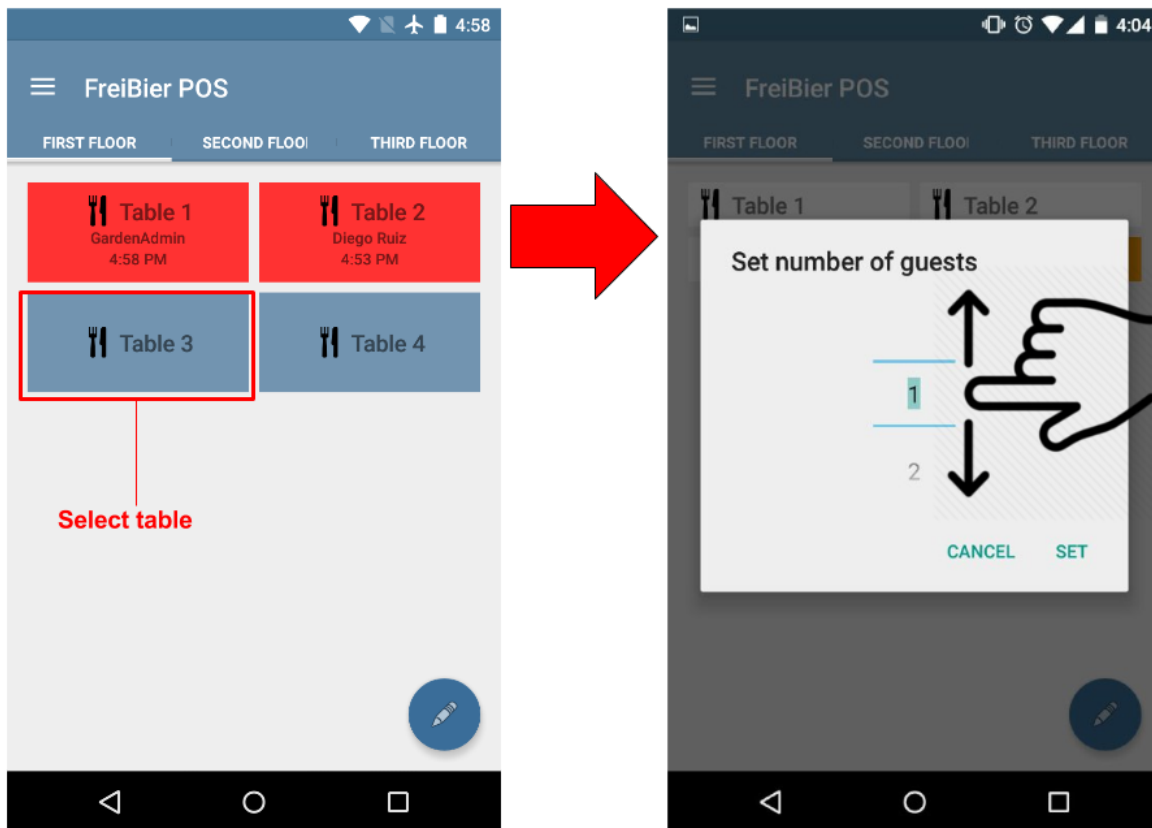 4:58
FreiBier POS
FIRST FLOOR SECOND FLOO THIRD FLOOR
Table 1
GardenAdmin
4:58 PM
Table 2
Diego Ruiz
4:53 PM
Table 3
Table 4
Select table
4:04
FreiBier POS
FIRST FLOOR SECOND FLOO THIRD FLOOR
Table 1
Table 2
Set number of guests
1
2
CANCEL SET